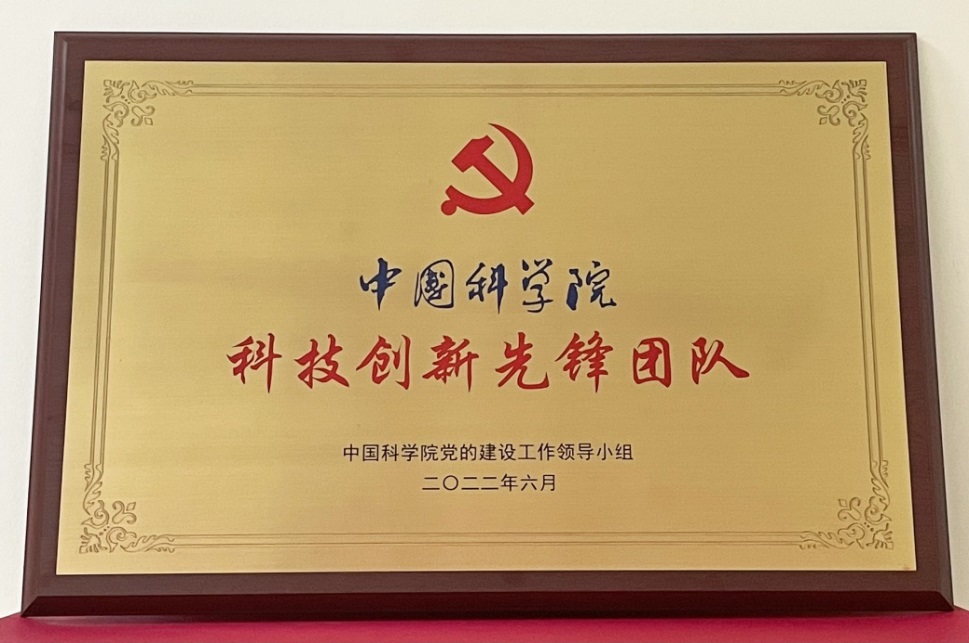 中國科学院
科技创新先锋团队
中国科学院党的建设工作领导小组
二〇二二年六月